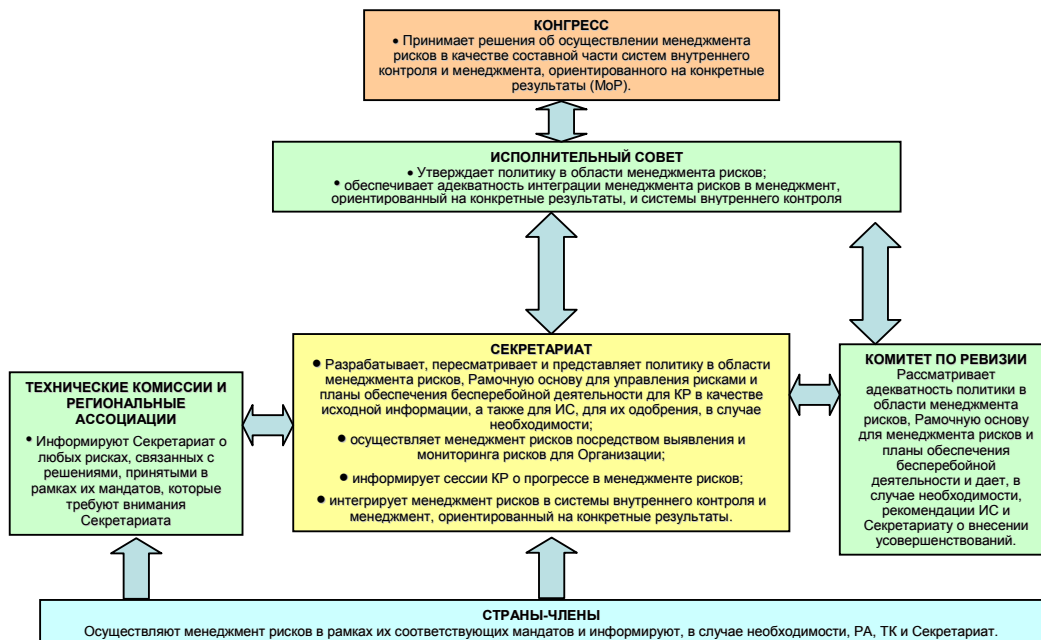 КОНГРЕСС
• Принимает решения об осуществлении менеджмента
рисков в качестве составной части систем внутреннего
контроля и менеджмента, ориентированного на конкретные
результаты (МоР).
ИСПОЛНИТЕЛЬНЫЙ СОВЕТ
• Утверждает политику в области менеджмента рисков;
• обеспечивает адекватность интеграции менеджмента рисков в менеджмент,
ориентированный на конкретные результаты, и системы внутреннего контроля
ТЕХНИЧЕСКИЕ КОМИССИИ И
РЕГИОНАЛЬНЫЕ
АССОЦИАЦИИ
• Информируют Секретариат о
любых рисках, связанных с
решениями, принятыми в
рамках их мандатов, которые
требуют внимания
Секретариата
СЕКРЕТАРИАТ
• Разрабатывает, пересматривает и представляет политику в области
менеджмента рисков, Рамочную основу для управления рисками и
планы обеспечения бесперебойной деятельности для КР в качестве
исходной информации, а также для ИС, для их одобрения, в случае
необходимости;
• осуществляет менеджмент рисков посредством выявления и
мониторинга рисков для Организации;
• информирует сессии КР о прогрессе в менеджменте рисков;
• интегрирует менеджмент рисков в системы внутреннего контроля и
менеджмент, ориентированный на конкретные результаты.
КОМИТЕТ ПО РЕВИЗИИ
Рассматривает
адекватность политики в
области менеджмента
рисков, Рамочную основу
для менеджмента рисков и
планы обеспечения
бесперебойной
деятельности и дает, в
случае необходимости,
рекомендации ИС и
Секретариату о внесении
усовершенствований.
СТРАНЫ-ЧЛЕНЫ
Осуществляют менеджмент рисков в рамках их соответствующих мандатов и информируют, в случае необходимости, РА, ТК и Секретариат.